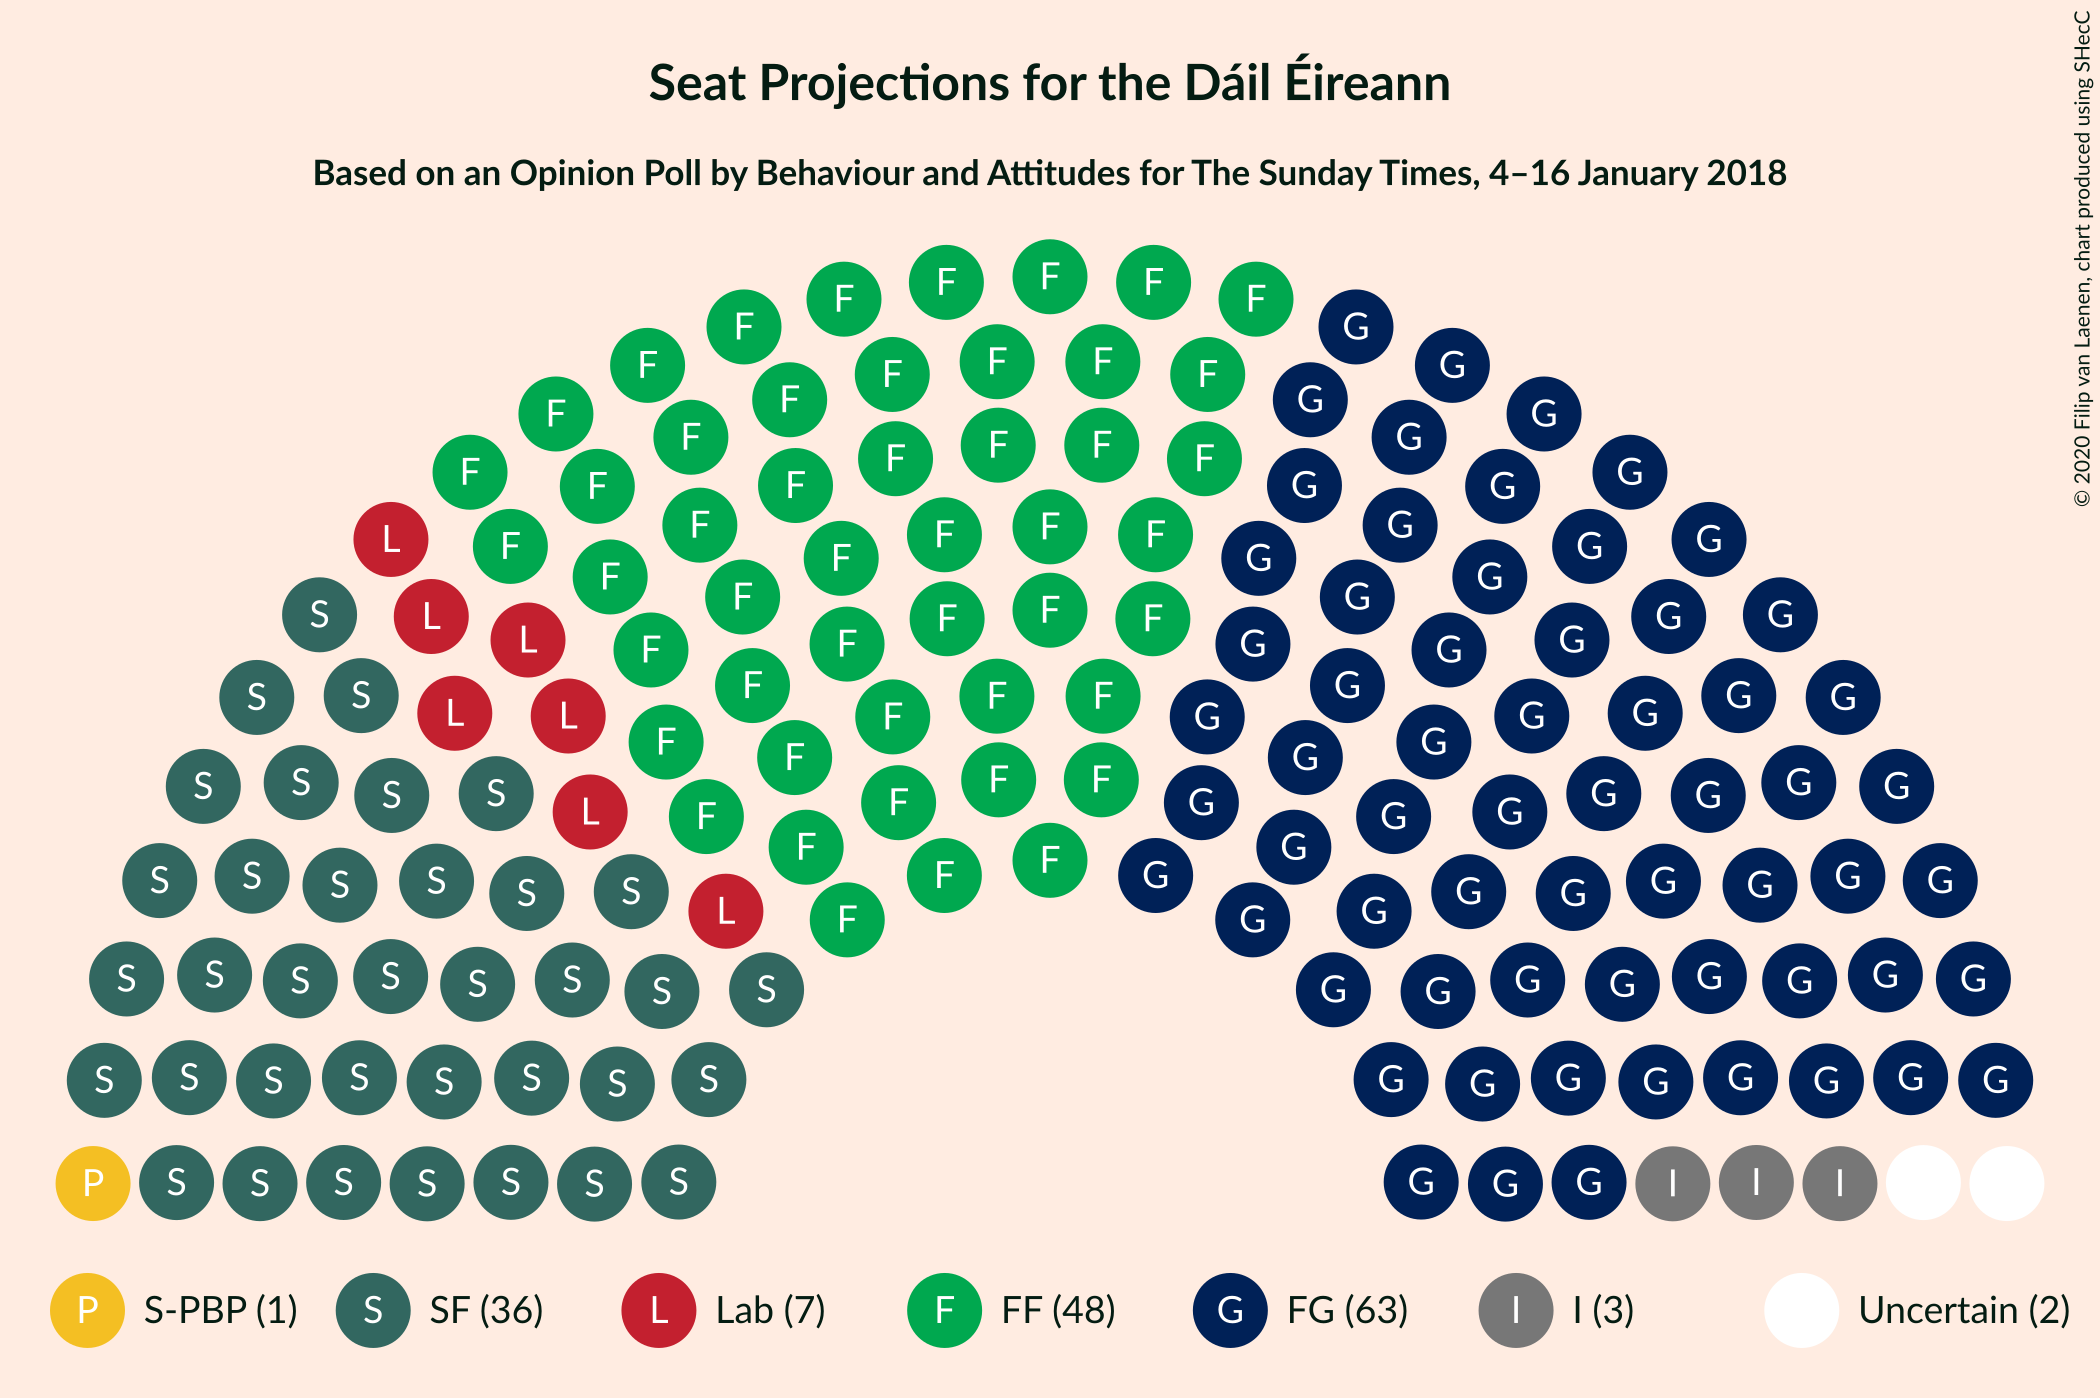 Seat Projections for the Dáil Éireann
Based on an Opinion Poll by Behaviour and Attitudes for The Sunday Times, 4–16 January 2018
© 2020 Filip van Laenen, chart produced using SHecC
F F F F F
F F G
F F F F G
F F G
F F F F G
F F G G
F F F G
L F F F F G G
F F F G G G
S L F F F G G G
L F F F G G G
S S L L F F F G G G G
F F G G
S S S S L F F F F G G G G G G
F F G
S S S S S S L F F F G G G G G G G G
S S S S S S S S G G G G G G G G
S S S S S S S S G G G G G G G G
P S S S S S S S G G G I I I
P S-PBP (1) S SF (36) L Lab (7) F FF (48) G FG (63) I I (3) Uncertain (2)